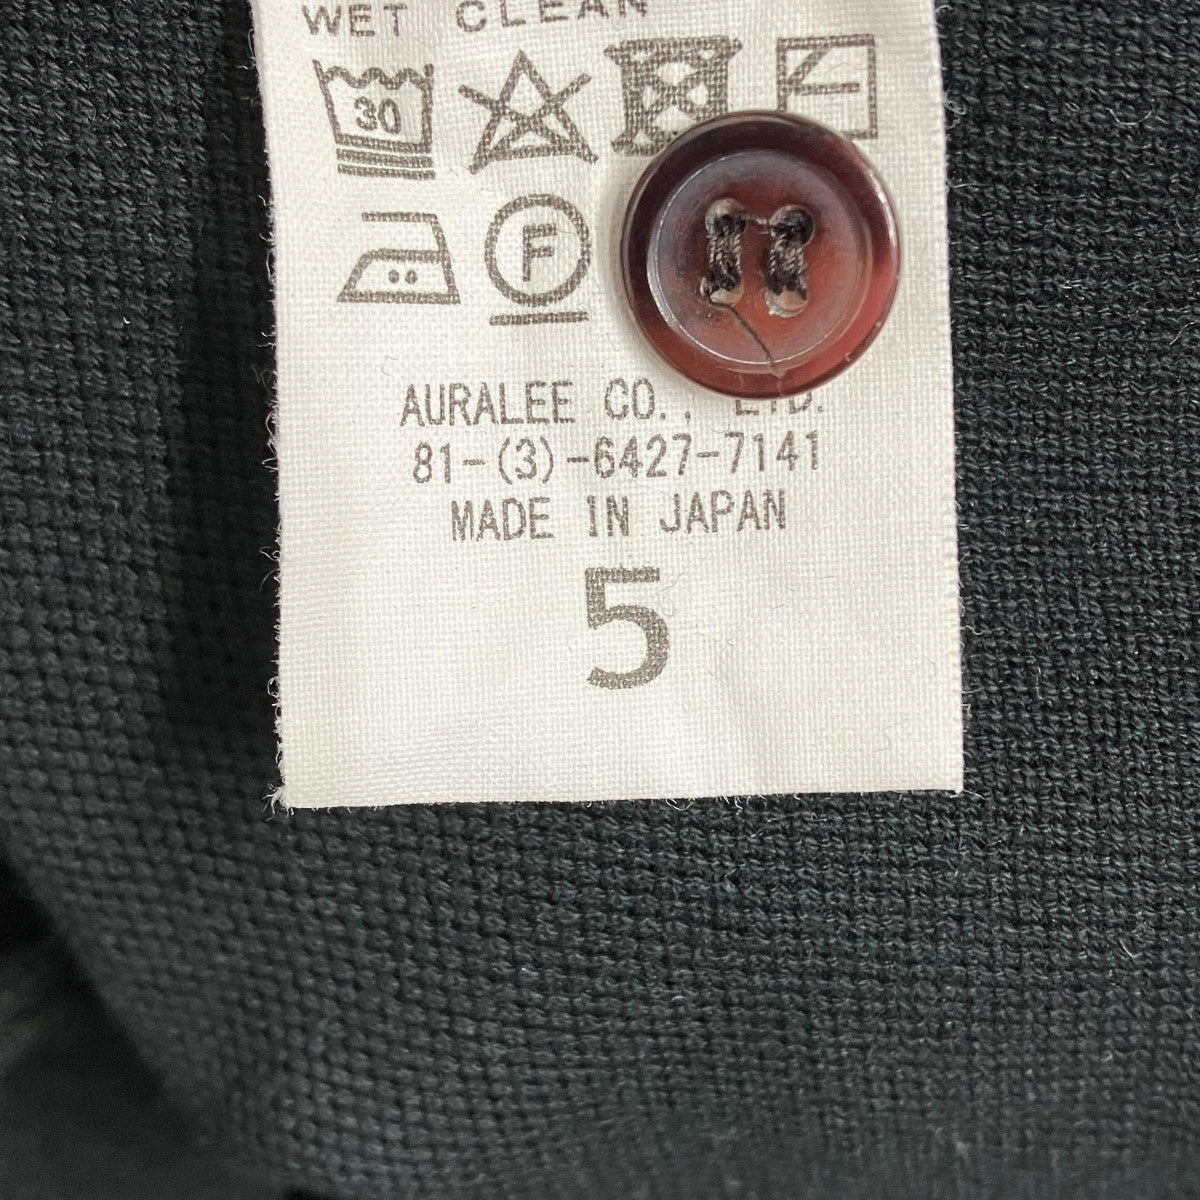 WET CLEAN
30
F
AURALEE CO., LTD.
81-(3)-6427-7141
MADE IN JAPAN
5